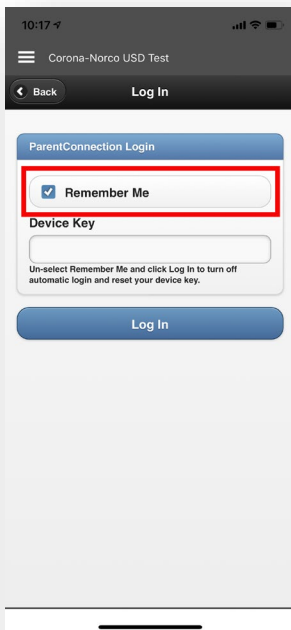 10:17
Corona-Norco USD Test
Back
Log In
ParentConnection Login
Remember Me
Device Key
Un-select Remember Me and click Log In to turn off
automatic login and reset your device key.
Log In